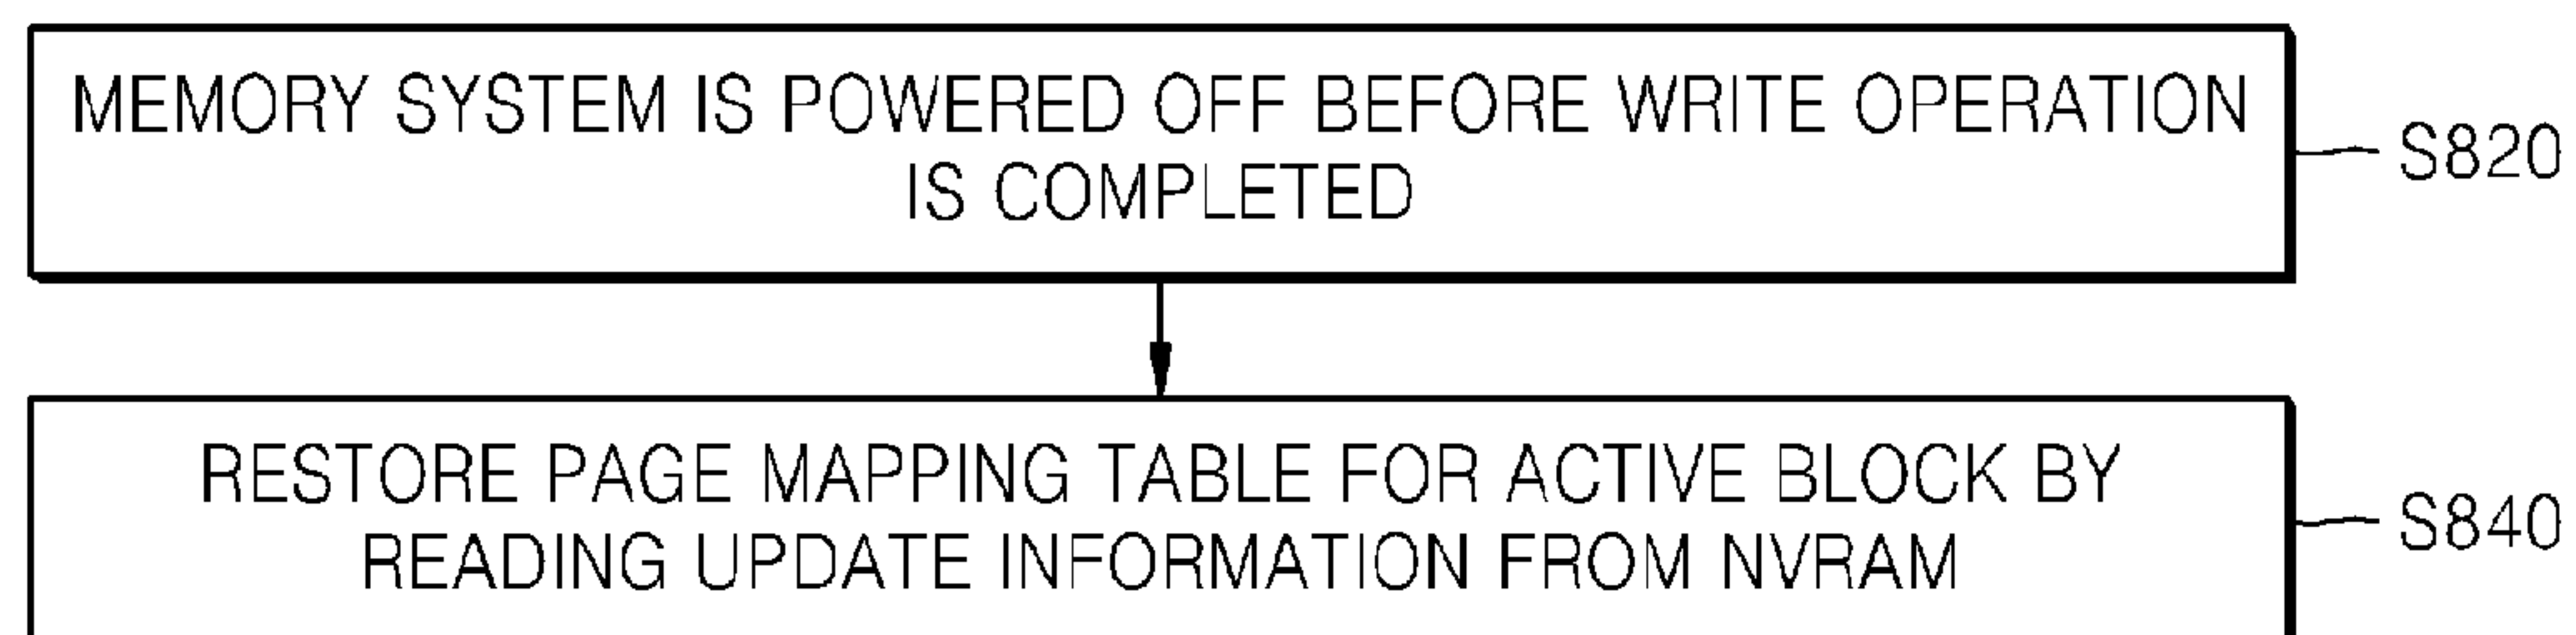 MEMORY SYSTEM IS POWERED OFF BEFORE WRITE OPERATION
IS COMPLETED
S820
RESTORE PAGE MAPPING TABLE FOR ACTIVE BLOCK BY
READING UPDATE INFORMATION FROM NVRAM
S840